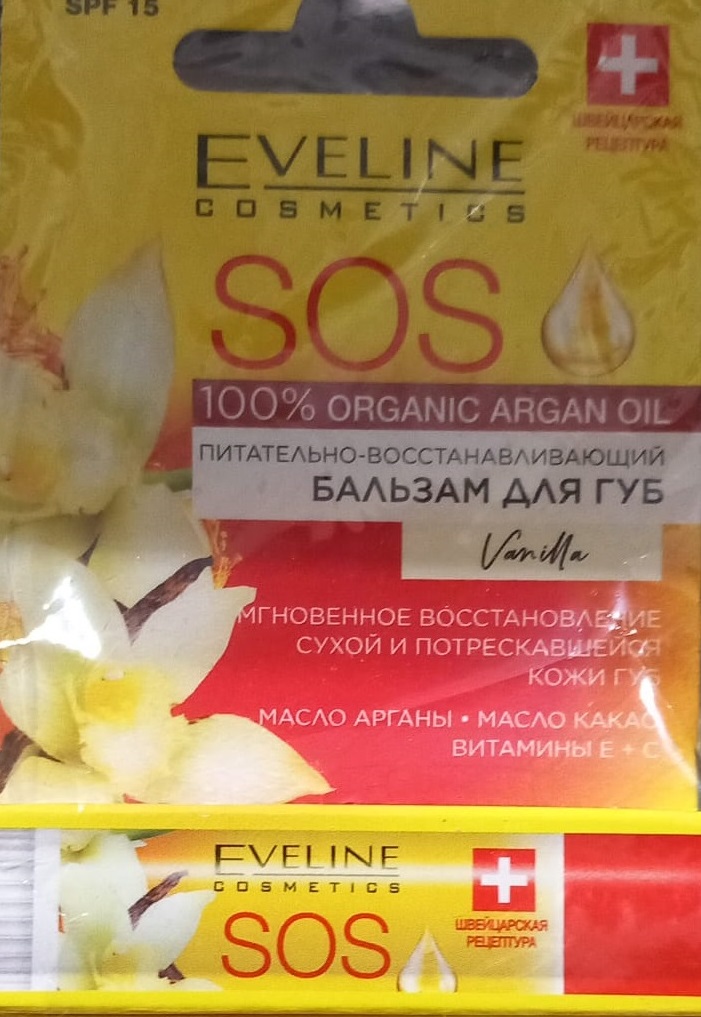 SPF 15
ШВЕЙЦАРСКАЯ
РЕЦЕПТУРА
EVELINE
COSMETICS
SOS
100% ORGANIC ARGAN OIL
ПИТАТЕЛЬНО-ВОССТАНАВЛИВАЮЩИЙ
БАЛЬЗАМ ДЛЯ ГУБ
Vanilla
МГНОВЕННОЕ ВОССТАНОВЛЕНИЕ
СУХОЙ И ПОТРЕСКАВШЕЙСЯ
КОЖИ ГУБ
МАСЛО АРГАНЫ • МАСЛО КАКАО
ВИТАМИНЫ E + C
EVELINE
COSMETICS
SOS
ШВЕЙЦАРСКАЯ
РЕЦЕПТУРА